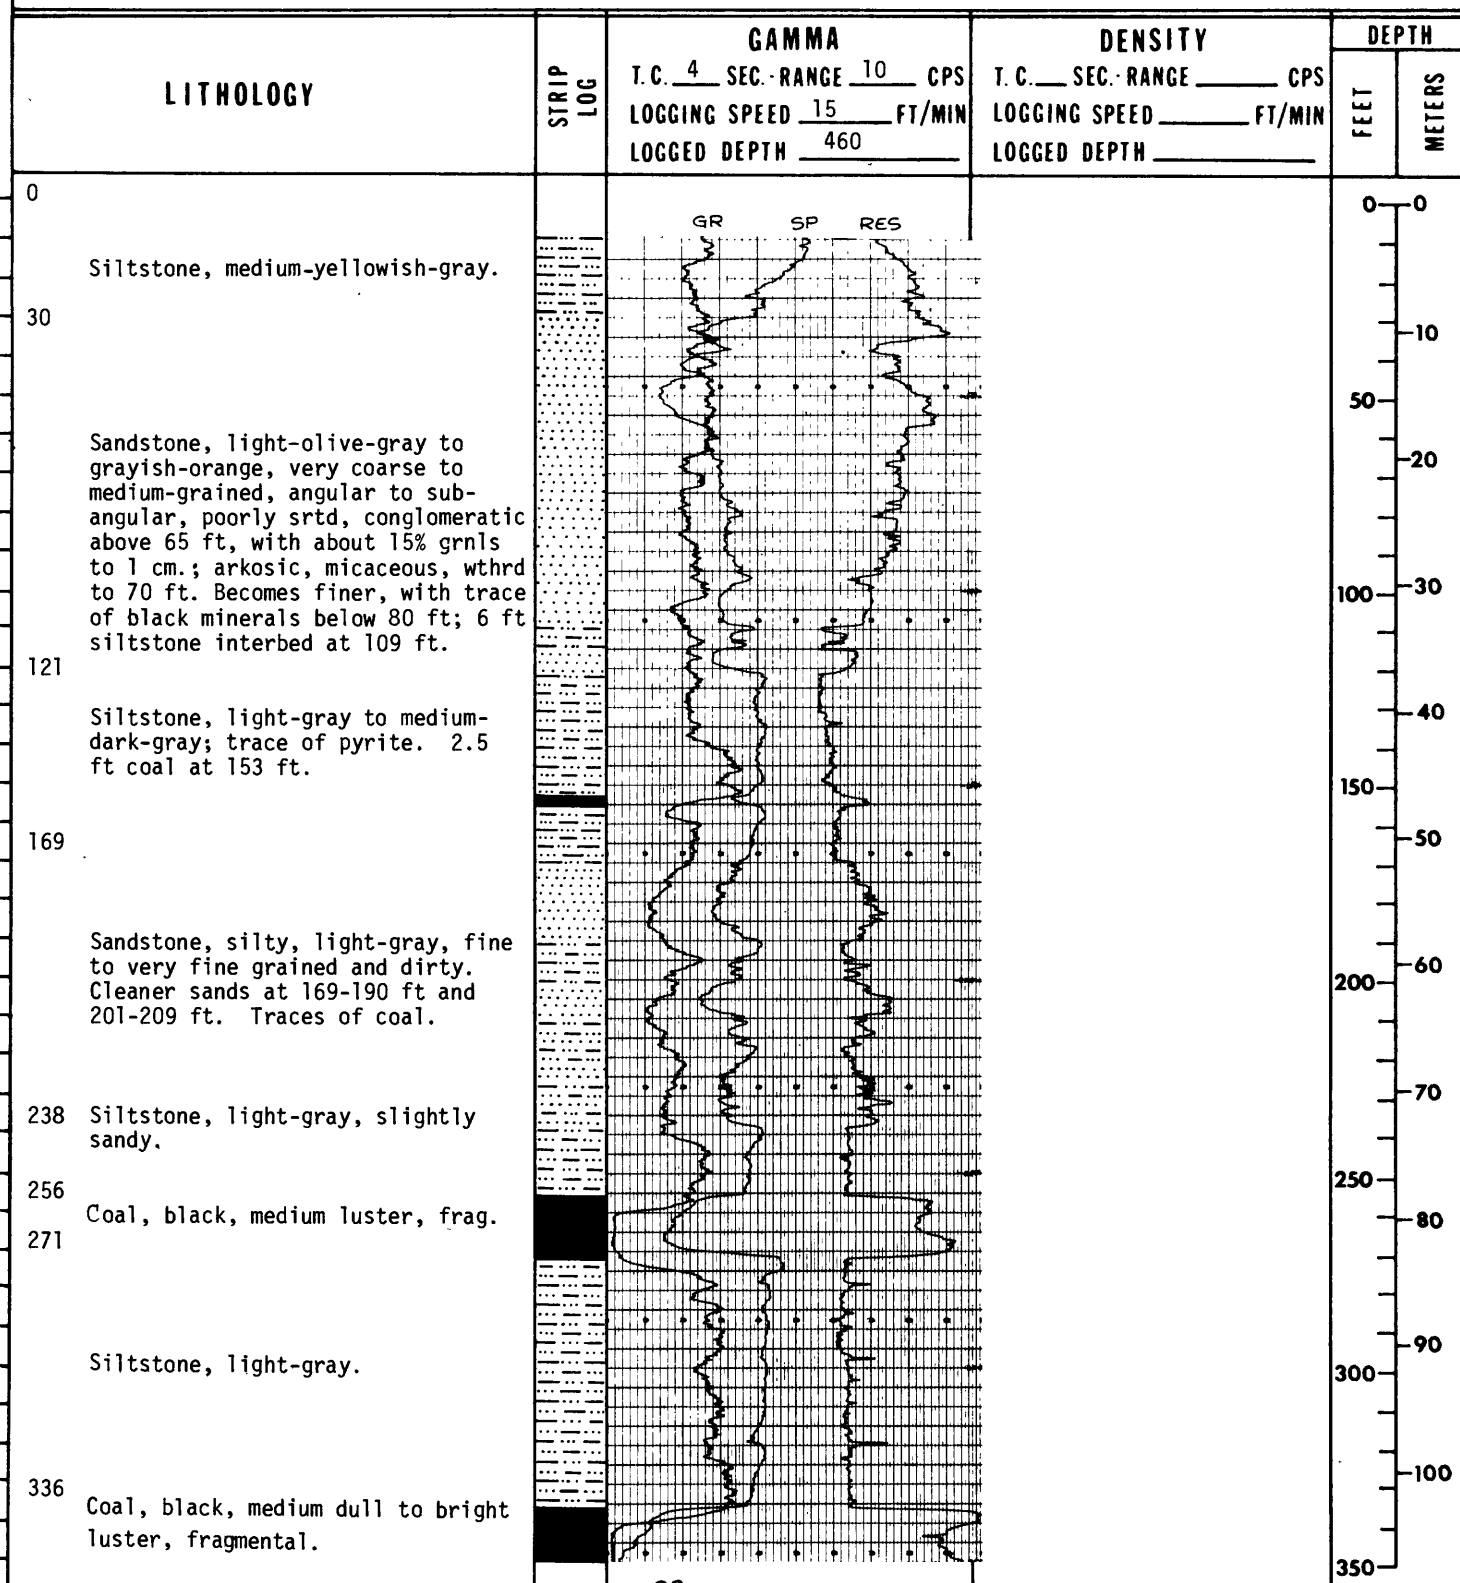 LITHOLOGY
STRIP LOG
GAMMA
T.C. 4 SEC.-RANGE 10 CPS
LOGGING SPEED 15 FT/MIN
LOGGED DEPTH 460
DENSITY
T.C. SEC.-RANGE CPS
LOGGING SPEED FT/MIN
LOGGED DEPTH
DEPTH
FEET
METERS
GR SP RES
0
Siltstone, medium-yellowish-gray.
30
Sandstone, light-olive-gray to
grayish-orange, very coarse to
medium-grained, angular to sub-
angular, poorly srtd, conglomeratic
above 65 ft, with about 15% grnls
to 1 cm.; arkosic, micaceous, wthrd
to 70 ft. Becomes finer, with trace
of black minerals below 80 ft; 6 ft
siltstone interbed at 109 ft.
121
Siltstone, light-gray to medium-
dark-gray; trace of pyrite. 2.5
ft coal at 153 ft.
169
Sandstone, silty, light-gray, fine
to very fine grained and dirty.
Cleaner sands at 169-190 ft and
201-209 ft. Traces of coal.
238 Siltstone, light-gray, slightly
sandy.
256
Coal, black, medium luster, frag.
271
Siltstone, light-gray.
336
Coal, black, medium dull to bright
luster, fragmental.
0 0
10
50
20
100 30
40
150
50
60
200
70
250
80
90
300
100
350